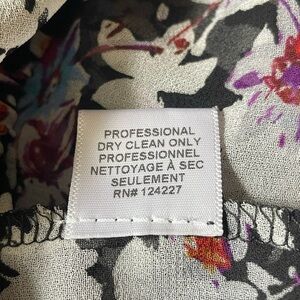 PROFESSIONAL
DRY CLEAN ONLY
PROFESSIONNEL
NETTOYAGE À SEC
SEULEMENT
RN# 124227